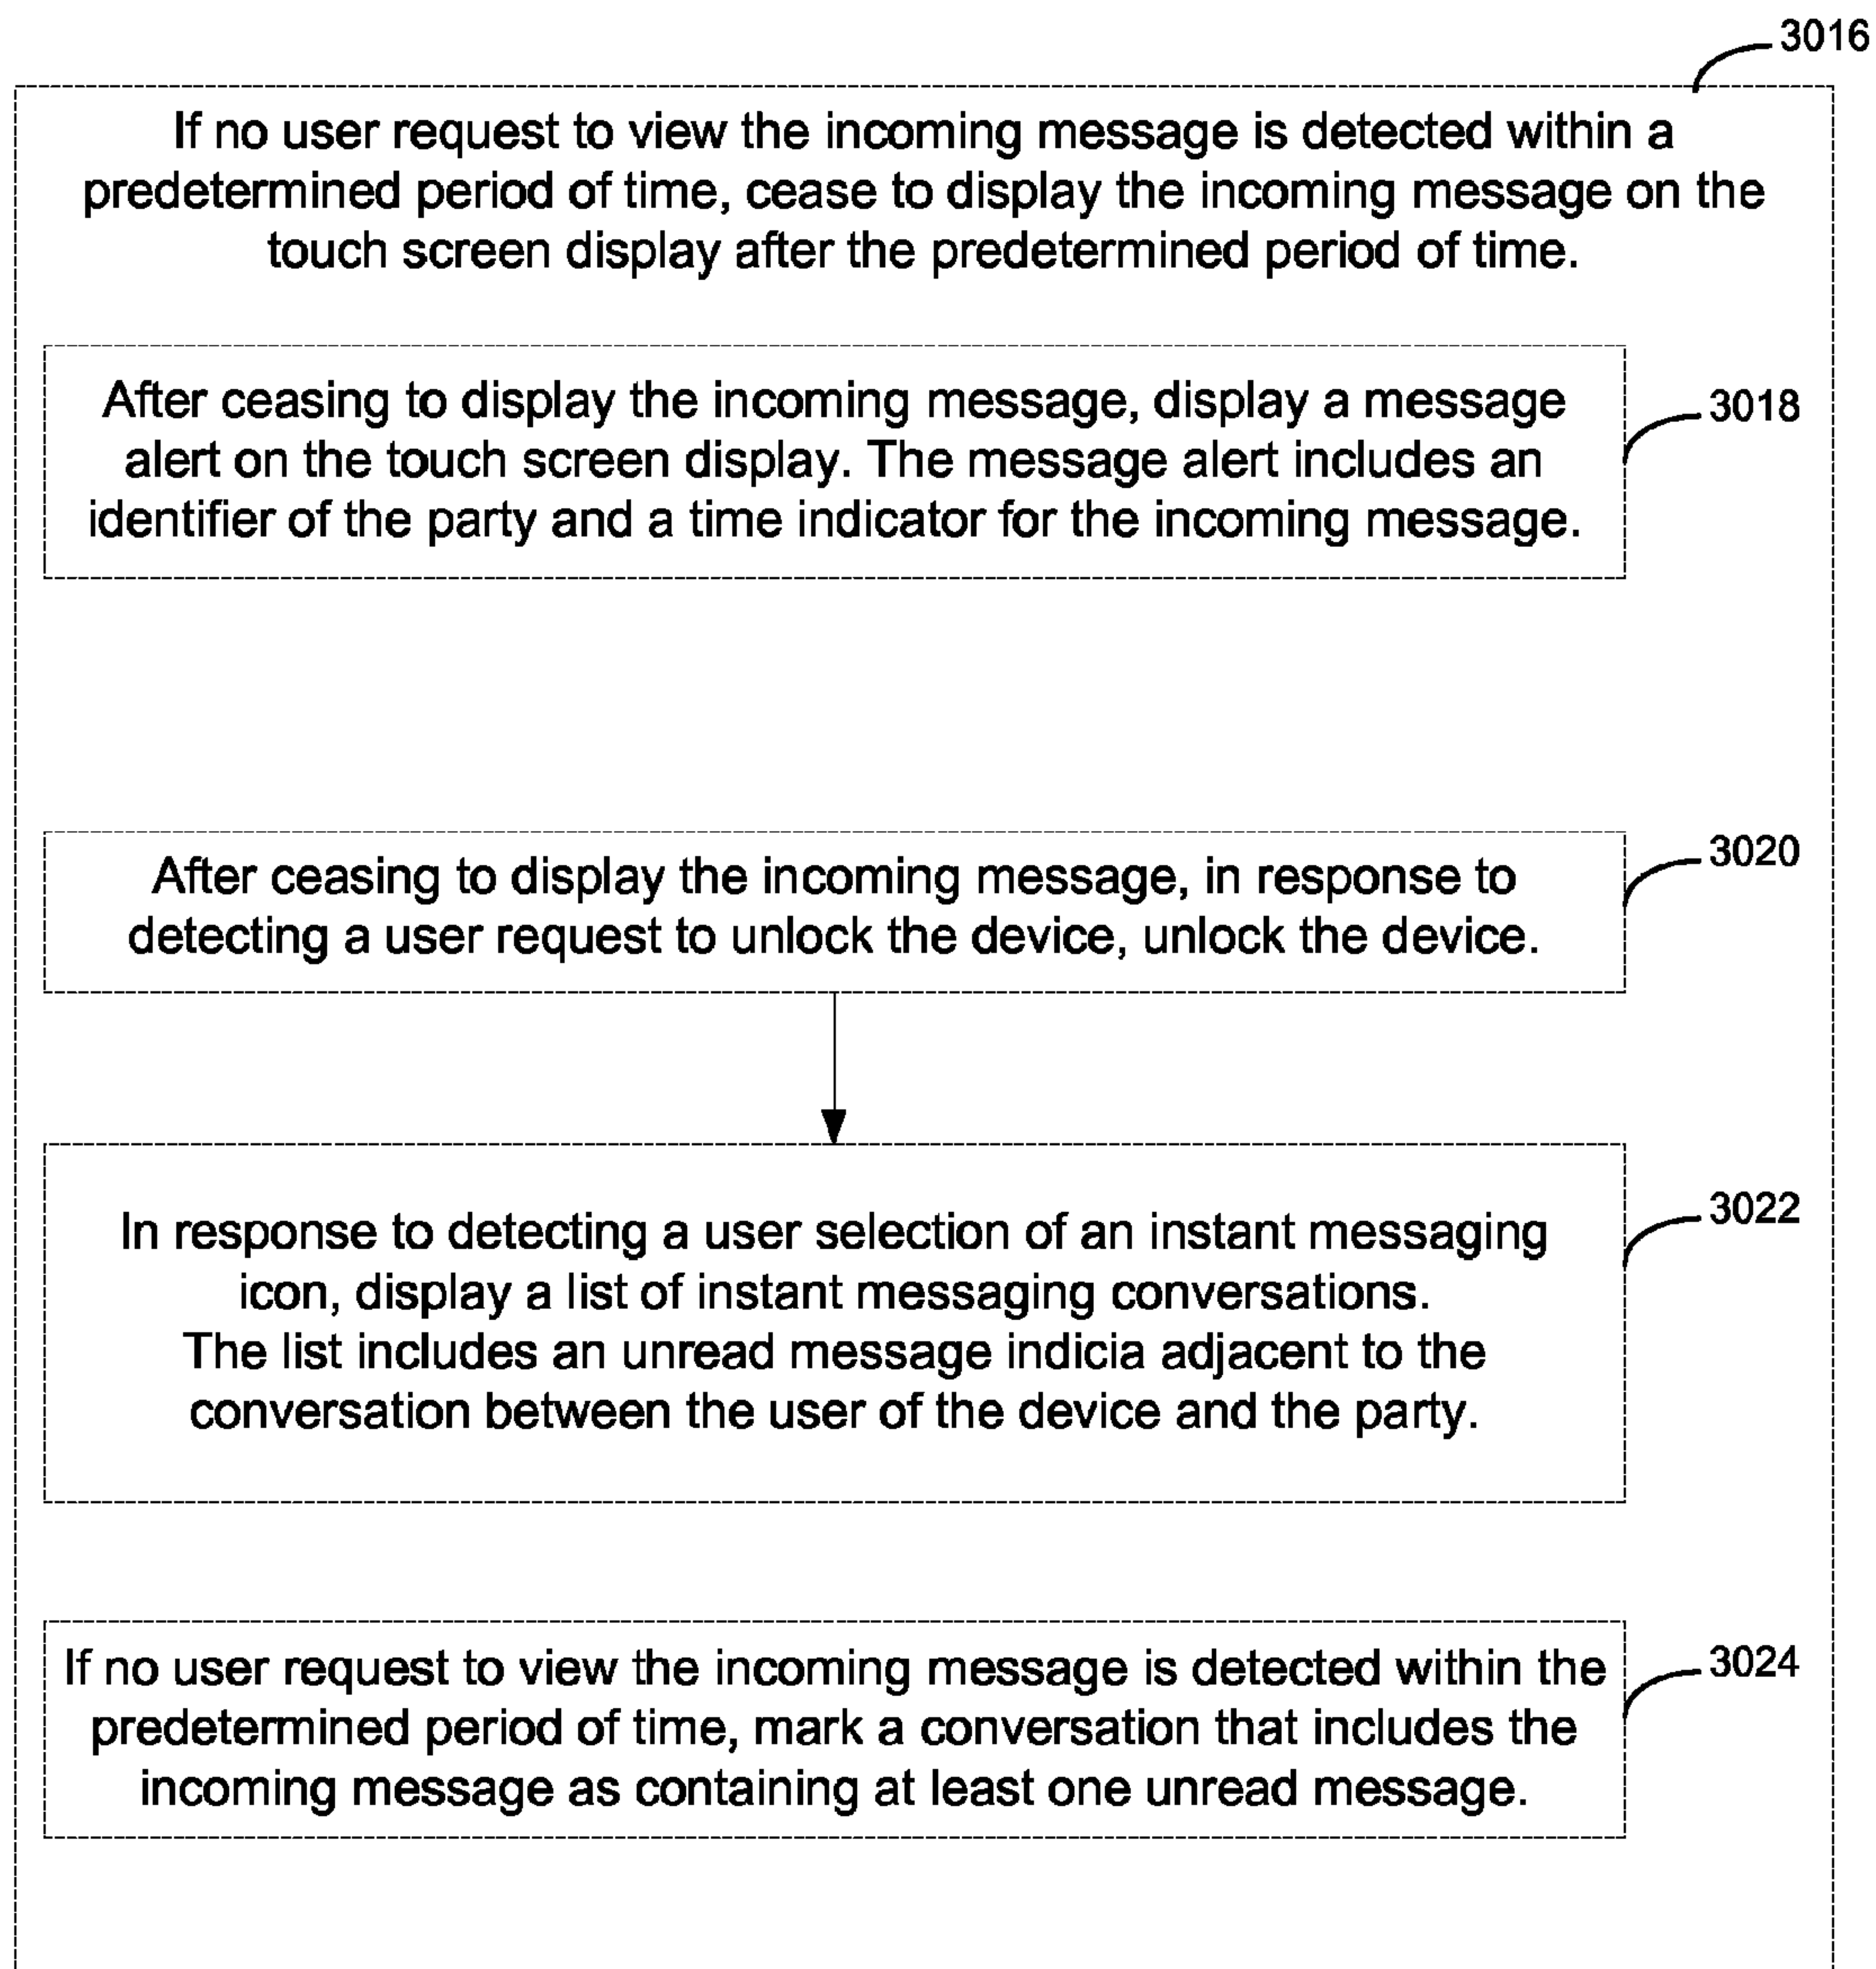 3016
If no user request to view the incoming message is detected within a
predetermined period of time, cease to display the incoming message on the
touch screen display after the predetermined period of time.
After ceasing to display the incoming message, display a message
alert on the touch screen display. The message alert includes an
identifier of the party and a time indicator for the incoming message.
3018
After ceasing to display the incoming message, in response to
detecting a user request to unlock the device, unlock the device.
3020
In response to detecting a user selection of an instant messaging
icon, display a list of instant messaging conversations.
The list includes an unread message indicia adjacent to the
conversation between the user of the device and the party.
3022
If no user request to view the incoming message is detected within the
predetermined period of time, mark a conversation that includes the
incoming message as containing at least one unread message.
3024